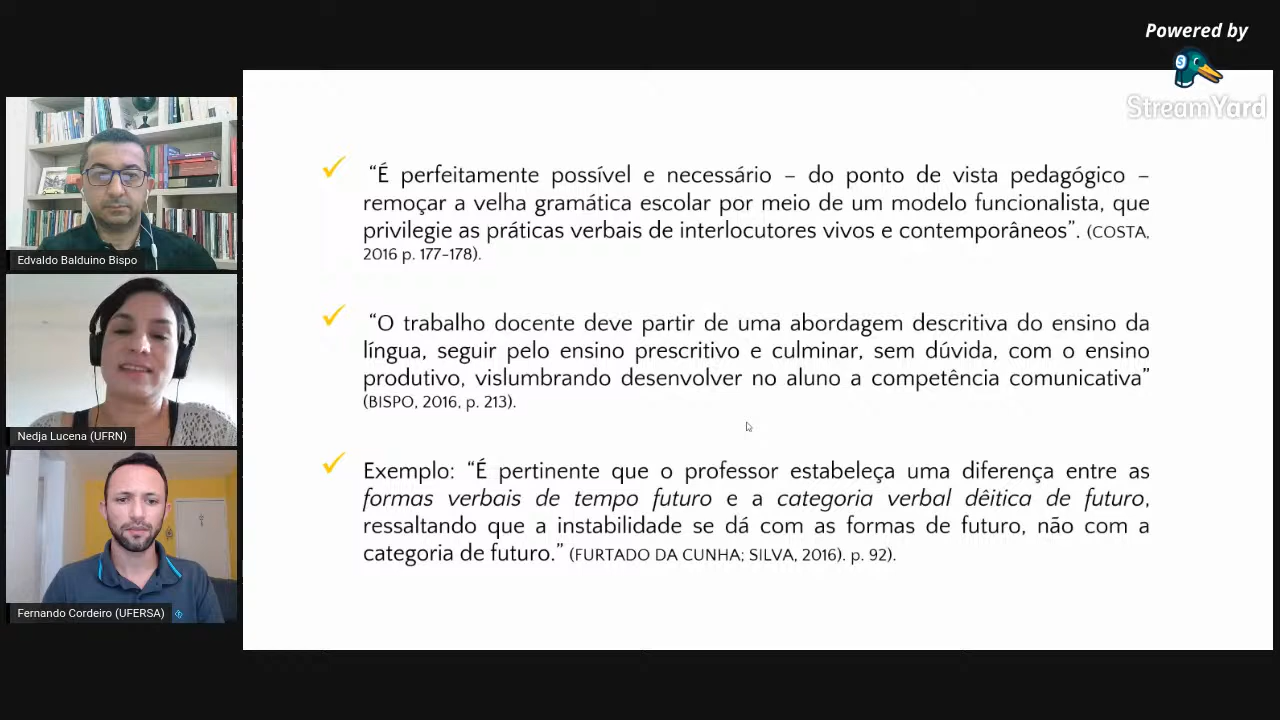 Powered by
StreamYard
Edvaldo Balduino Bispo
Nedja Lucena (UFRN)
Fernando Cordeiro (UFERSA)
“É perfeitamente possível e necessário – do ponto de vista pedagógico –
remoçar a velha gramática escolar por meio de um modelo funcionalista, que
privilegie as práticas verbais de interlocutores vivos e contemporâneos”. (COSTA,
2016 p. 177-178).
“O trabalho docente deve partir de uma abordagem descritiva do ensino da
língua, seguir pelo ensino prescritivo e culminar, sem dúvida, com o ensino
produtivo, vislumbrando desenvolver no aluno a competência comunicativa”
(BISPO, 2016, p. 213).
Exemplo: “É pertinente que o professor estabeleça uma diferença entre as
formas verbais de tempo futuro e a categoria verbal dêitica de futuro,
ressaltando que a instabilidade se dá com as formas de futuro, não com a
categoria de futuro.” (FURTADO DA CUNHA; SILVA, 2016). p. 92).